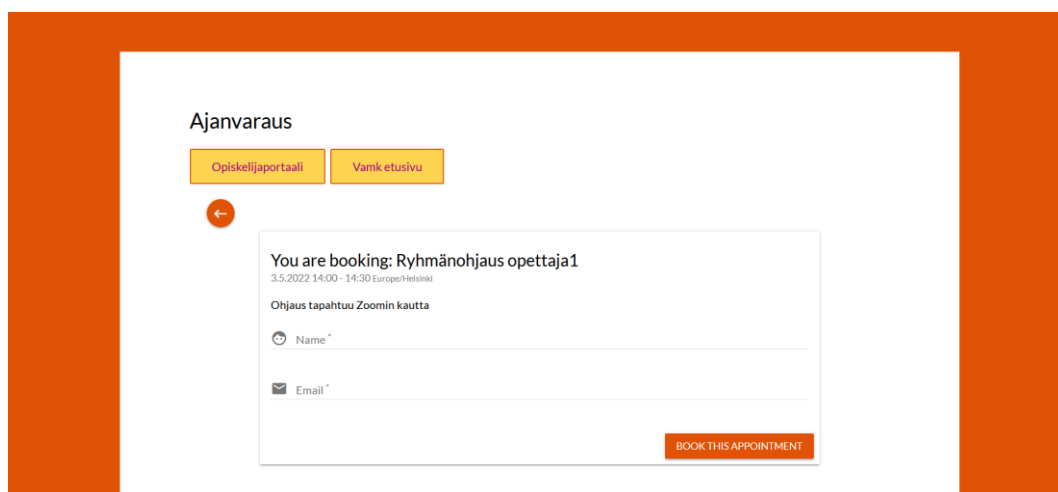 Ajanvaraus
Opiskelijaportaali Vamk etusivu
You are booking: Ryhmänohjaus opettaja1
3.5.2022 14:00 - 14:30 Europe/Helsinki
Ohjaus tapahtuu Zoomin kautta
Name *
Email *
BOOK THIS APPOINTMENT